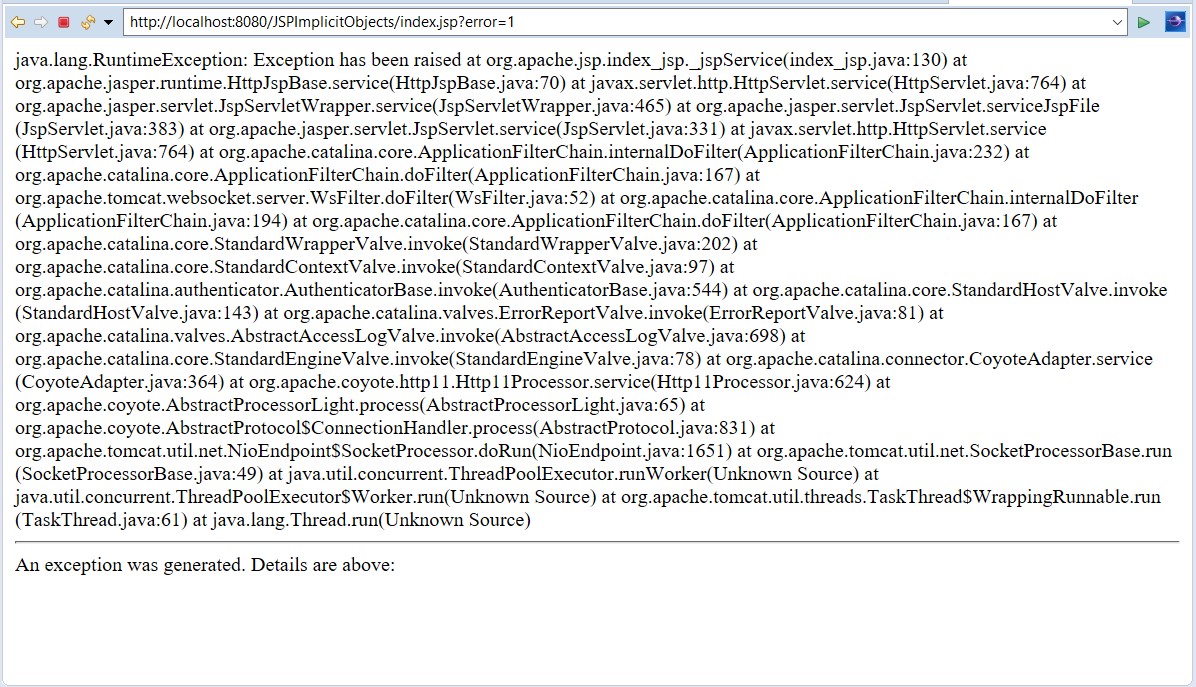 http://localhost:8080/JSPImplicitObjects/index.jsp?error=1
java.lang.RuntimeException: Exception has been raised at org.apache.jsp.index_jsp._jspService(index_jsp.java:130) at
org.apache.jasper.runtime.HttpJspBase.service(HttpJspBase.java:70) at javax.servlet.http.HttpServlet.service(HttpServlet.java:764) at
org.apache.jasper.servlet.JspServletWrapper.service(JspServletWrapper.java:465) at org.apache.jasper.servlet.JspServlet.serviceJspFile
(JspServlet.java:383) at org.apache.jasper.servlet.JspServlet.service(JspServlet.java:331) at javax.servlet.http.HttpServlet.service
(HttpServlet.java:764) at org.apache.catalina.core.ApplicationFilterChain.internalDoFilter(ApplicationFilterChain.java:232) at
org.apache.catalina.core.ApplicationFilterChain.doFilter(ApplicationFilterChain.java:167) at
org.apache.tomcat.websocket.server.WsFilter.doFilter(WsFilter.java:52) at org.apache.catalina.core.ApplicationFilterChain.internalDoFilter
(ApplicationFilterChain.java:194) at org.apache.catalina.core.ApplicationFilterChain.doFilter(ApplicationFilterChain.java:167) at
org.apache.catalina.core.StandardWrapperValve.invoke(StandardWrapperValve.java:202) at
org.apache.catalina.core.StandardContextValve.invoke(StandardContextValve.java:97) at
org.apache.catalina.authenticator.AuthenticatorBase.invoke(AuthenticatorBase.java:544) at org.apache.catalina.core.StandardHostValve.invoke
(StandardHostValve.java:143) at org.apache.catalina.valves.ErrorReportValve.invoke(ErrorReportValve.java:81) at
org.apache.catalina.valves.AbstractAccessLogValve.invoke(AbstractAccessLogValve.java:698) at
org.apache.catalina.core.StandardEngineValve.invoke(StandardEngineValve.java:78) at org.apache.catalina.connector.CoyoteAdapter.service
(CoyoteAdapter.java:364) at org.apache.coyote.http11.Http11Processor.service(Http11Processor.java:624) at
org.apache.coyote.AbstractProcessorLight.process(AbstractProcessorLight.java:65) at
org.apache.coyote.AbstractProtocol$ConnectionHandler.process(AbstractProtocol.java:831) at
org.apache.tomcat.util.net.NioEndpoint$SocketProcessor.doRun(NioEndpoint.java:1651) at org.apache.tomcat.util.net.SocketProcessorBase.run
(SocketProcessorBase.java:49) at java.util.concurrent.ThreadPoolExecutor.runWorker(Unknown Source) at
java.util.concurrent.ThreadPoolExecutor$Worker.run(Unknown Source) at org.apache.tomcat.util.threads.TaskThread$WrappingRunnable.run
(TaskThread.java:61) at java.lang.Thread.run(Unknown Source)
An exception was generated. Details are above: